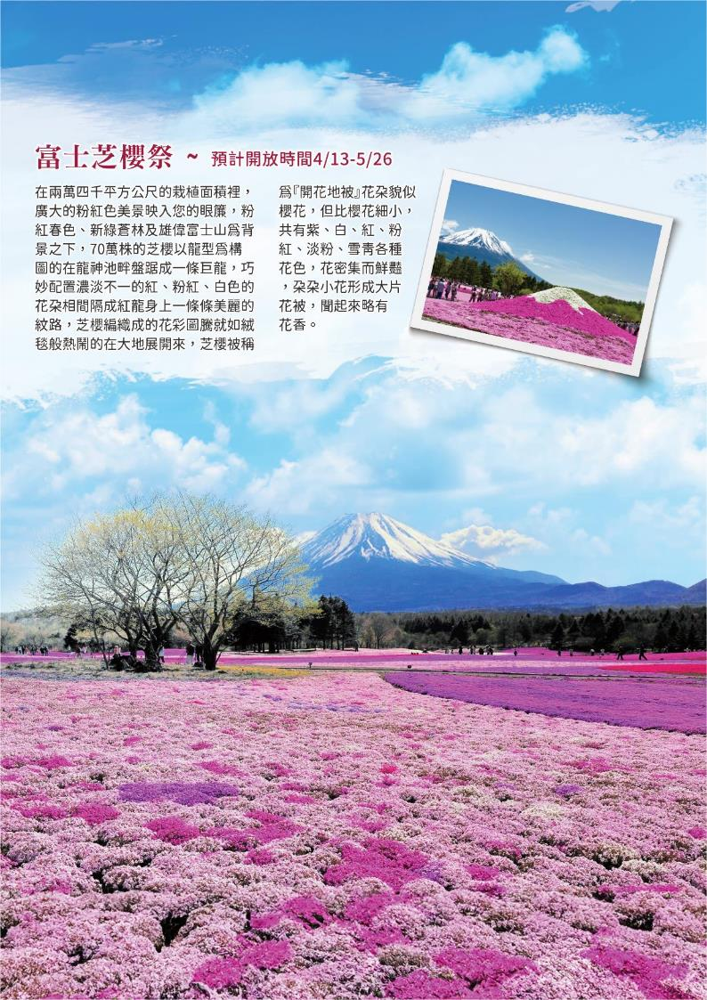 富士芝櫻祭 ~ 預計開放時間4/13-5/26
在兩萬四千平方公尺的栽植面積裡，
廣大的粉紅色美景映入您的眼簾，粉
紅春色、新綠蒼林及雄偉富士山爲背
景之下，70萬株的芝櫻以龍型爲構
圖的在龍神池畔盤踞成一條巨龍，巧
妙配置濃淡不一的紅、粉紅、白色的
花朶相間隔成紅龍身上一條條美麗的
紋路，芝櫻編織成的花彩圖騰就如絨
毯般熱鬧的在大地展開來，芝櫻被稱
爲『開花地被』花朶貌似
櫻花，但比櫻花細小，
共有紫、白、紅、粉
紅、淡粉、雪靑各種
花色，花密集而鮮豔
，朶朶小花形成大片
花被，聞起來略有
花香。